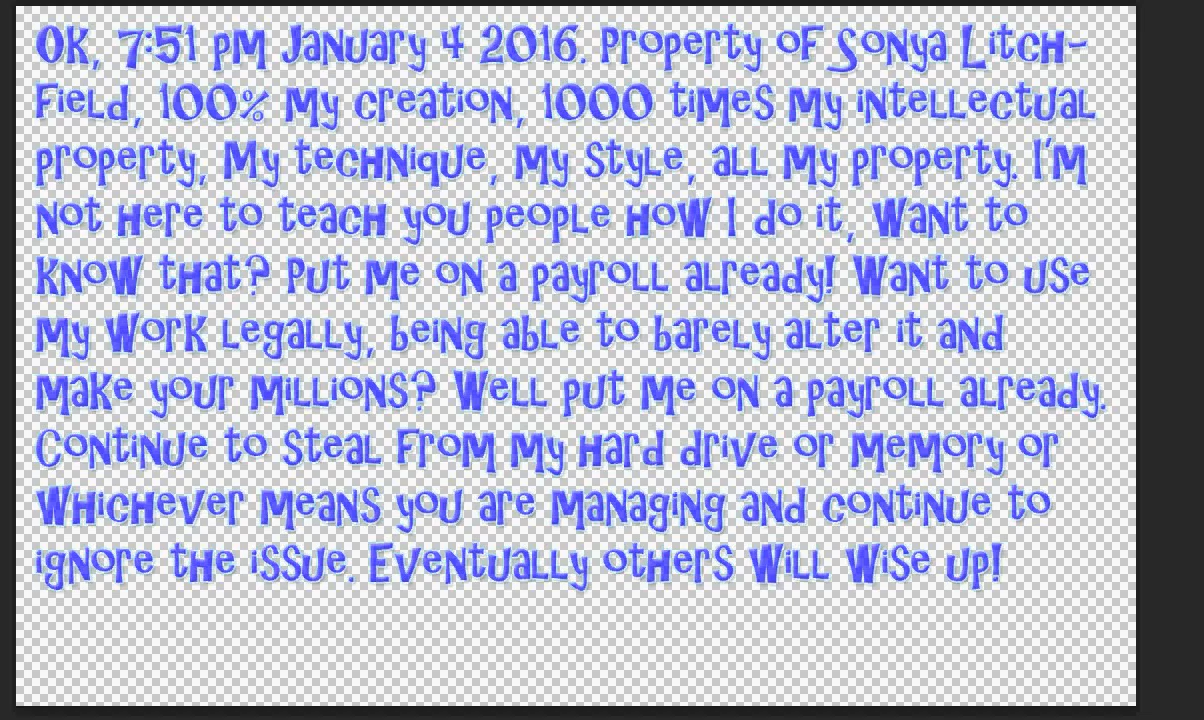 OK, 7:51 PM January 4 2016. Property of Sonya Litch-
field, 100% my creation, 1000 times my intellectual
property, my technique, my style, all my property. I'm
not here to teach you people how I do it, want to
know that? Put me on a payroll already! Want to use
my work legally, being able to barely alter it and
make your millions? Well put me on a payroll already.
Continue to steal from my hard drive or memory or
whichever means you are managing and continue to
ignore the issue. Eventually others will wise up!